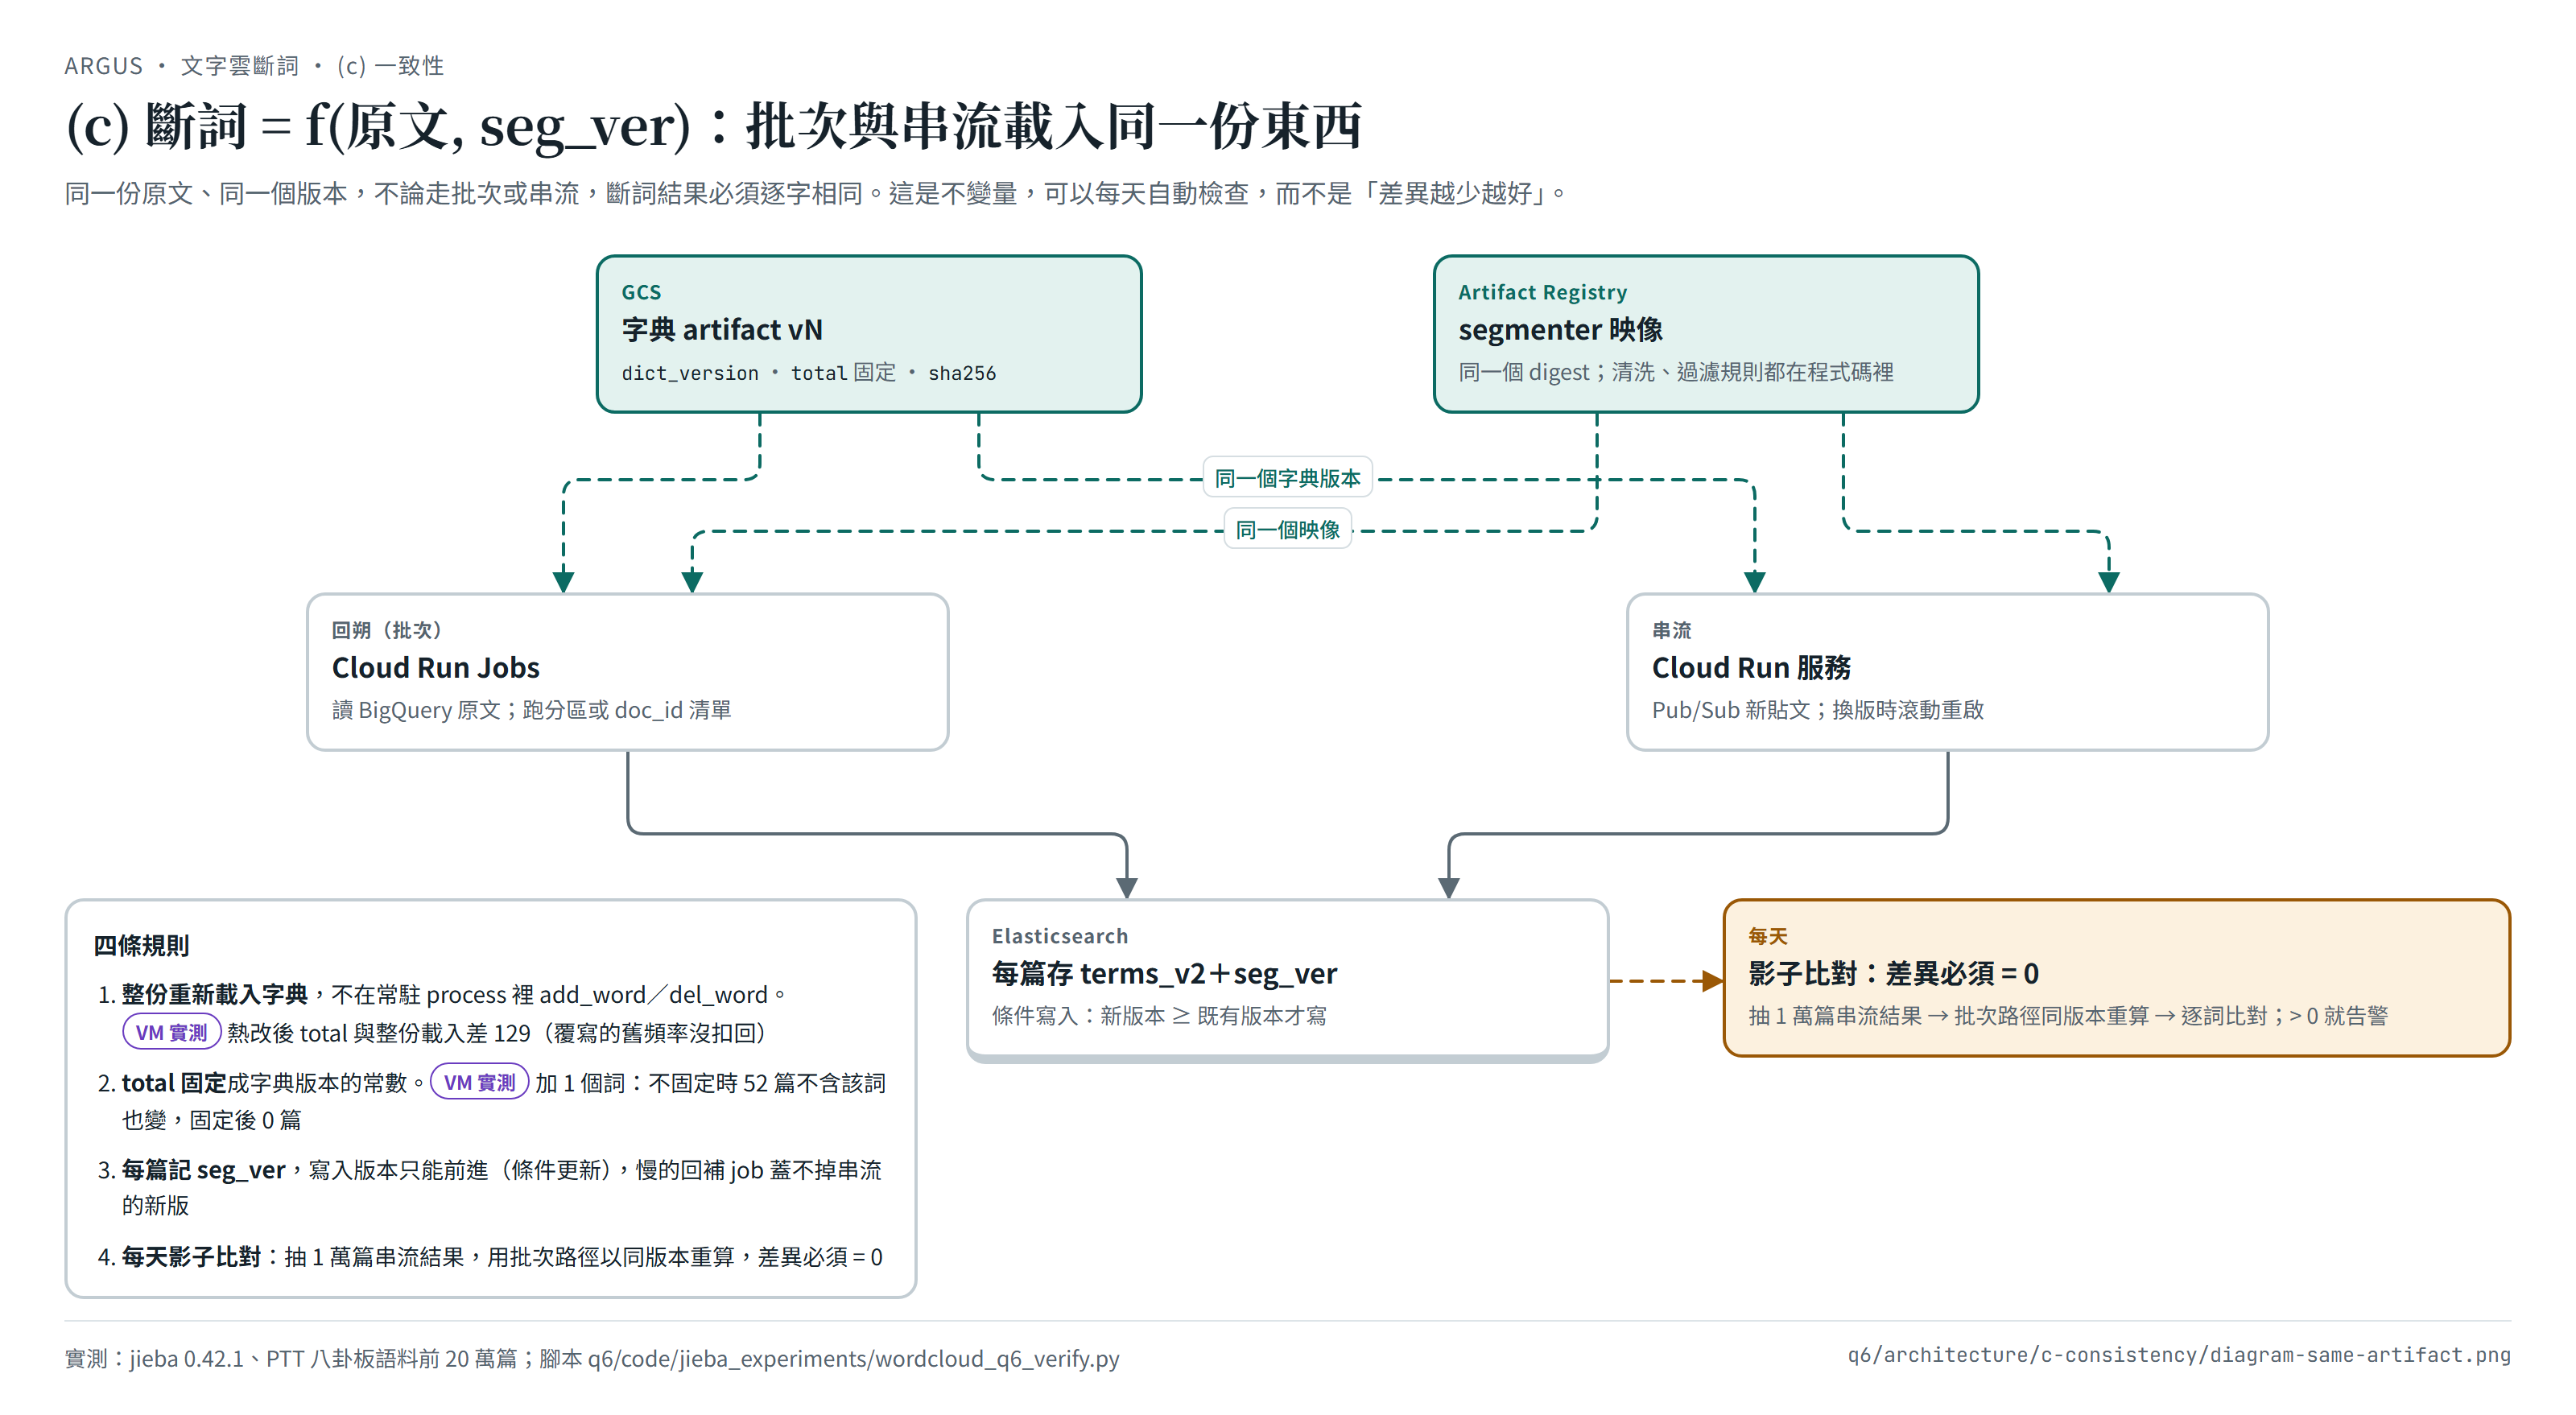 ARGUS · 文字雲斷詞 · (c) 一致性
(c) 斷詞 = f(原文, seg_ver)：批次與串流載入同一份東西
同一份原文、同一個版本，不論走批次或串流，斷詞結果必須逐字相同。這是不變量，可以每天自動檢查，而不是「差異越少越好」。
GCS
字典 artifact vN
dict_version · total 固定 · sha256
Artifact Registry
segmenter 映像
同一個 digest；清洗、過濾規則都在程式碼裡
同一個字典版本
同一個映像
回朔（批次）
Cloud Run Jobs
讀 BigQuery 原文；跑分區或 doc_id 清單
串流
Cloud Run 服務
Pub/Sub 新貼文；換版時滾動重啟
四條規則
1. 整份重新載入字典，不在常駐 process 裡 add_word／del_word。
VM 實測 熱改後 total 與整份載入差 129（覆寫的舊頻率沒扣回）
2. total 固定成字典版本的常數。 VM 實測 加 1 個詞：不固定時 52 篇不含該詞
也變，固定後 0 篇
3. 每篇記 seg_ver，寫入版本只能前進（條件更新），慢的回補 job 蓋不掉串流
的新版
4. 每天影子比對：抽 1 萬篇串流結果，用批次路徑以同版本重算，差異必須 = 0
Elasticsearch
每篇存 terms_v2＋seg_ver
條件寫入：新版本 ≥ 既有版本才寫
每天
影子比對：差異必須 = 0
抽 1 萬篇串流結果 → 批次路徑同版本重算 → 逐詞比對；> 0 就告警
實測：jieba 0.42.1、PTT 八卦板語料前 20 萬篇；腳本 q6/code/jieba_experiments/wordcloud_q6_verify.py
q6/architecture/c-consistency/diagram-same-artifact.png